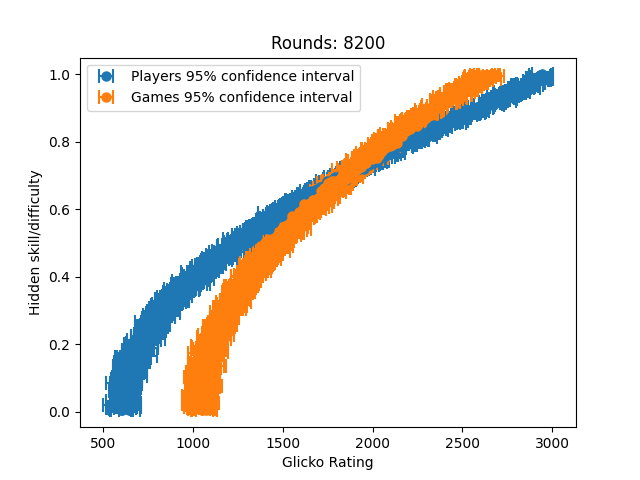 Rounds: 8200
Players 95% confidence interval
Games 95% confidence interval
1.0
0.8
0.6
0.4
0.2
0.0
Hidden skill/difficulty
500 1000 1500 2000 2500 3000
Glicko Rating